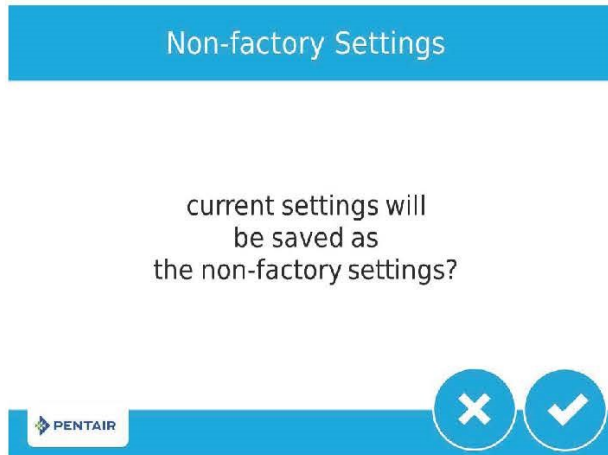 Non-factory Settings
current settings will
be saved as
the non-factory settings?
PENTAIR